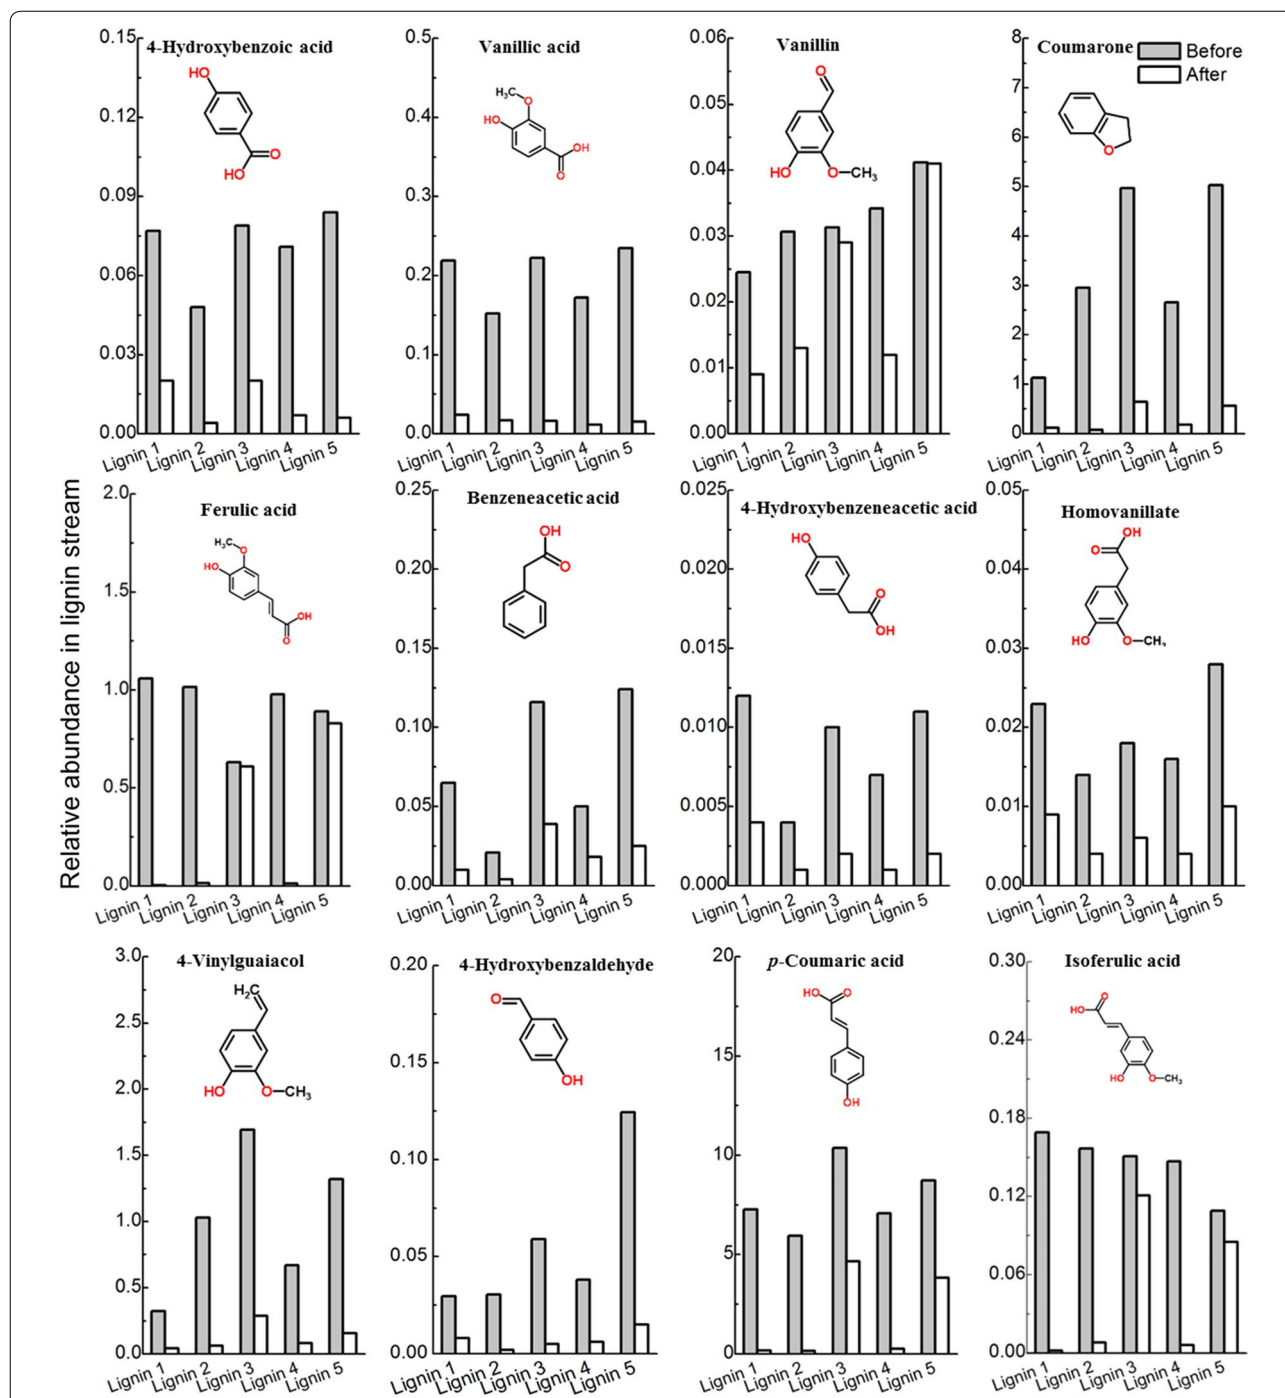 Relative abundance in lignin stream
4-Hydroxybenzoic acid
0.15
0.12
0.09
0.06
0.03
0.00
HO
O
HO
Lignin 1
Lignin 2
Lignin 3
Lignin 4
Lignin 5
Vanillic acid
0.5
0.4
0.3
0.2
0.1
0.0
H₃C
O
HO
OH
O
Lignin 1
Lignin 2
Lignin 3
Lignin 4
Lignin 5
Vanillin
0.06
0.05
0.04
0.03
0.02
0.01
0.00
O
HO
O—CH₃
Lignin 1
Lignin 2
Lignin 3
Lignin 4
Lignin 5
Coumarone
Before
After
8
7
6
5
4
3
2
1
0
O
Lignin 1
Lignin 2
Lignin 3
Lignin 4
Lignin 5
Ferulic acid
2.0
1.5
1.0
0.5
0.0
H₃C
O
HO
OH
O
Lignin 1
Lignin 2
Lignin 3
Lignin 4
Lignin 5
Benzeneacetic acid
0.25
0.20
0.15
0.10
0.05
0.00
OH
O
Lignin 1
Lignin 2
Lignin 3
Lignin 4
Lignin 5
4-Hydroxybenzeneacetic acid
0.025
0.020
0.015
0.010
0.005
0.000
HO
O
OH
Lignin 1
Lignin 2
Lignin 3
Lignin 4
Lignin 5
Homovanillate
0.05
0.04
0.03
0.02
0.01
0.00
OH
O
HO
O—CH₃
Lignin 1
Lignin 2
Lignin 3
Lignin 4
Lignin 5
4-Vinylguaiacol
3.0
2.5
2.0
1.5
1.0
0.5
0.0
H₂C
HO
O—CH₃
Lignin 1
Lignin 2
Lignin 3
Lignin 4
Lignin 5
4-Hydroxybenzaldehyde
0.20
0.15
0.10
0.05
0.00
O
OH
Lignin 1
Lignin 2
Lignin 3
Lignin 4
Lignin 5
p-Coumaric acid
20
15
10
5
0
HO
O
OH
Lignin 1
Lignin 2
Lignin 3
Lignin 4
Lignin 5
Isoferulic acid
0.30
0.24
0.18
0.12
0.06
0.00
O
HO
HO
O—CH₃
Lignin 1
Lignin 2
Lignin 3
Lignin 4
Lignin 5